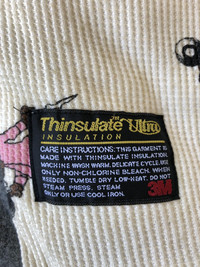 Thinsulate™ Ultra
INSULATION
CARE INSTRUCTIONS: THIS GARMENT IS
MADE WITH THINSULATE INSULATION.
MACHINE WASH WARM. DELICATE CYCLE. USE
ONLY NON-CHLORINE BLEACH. WHEN
NEEDED. TUMBLE DRY LOW-HEAT. DO NOT
STEAM PRESS. STEAM
ONLY OR USE COOL IRON.
3M